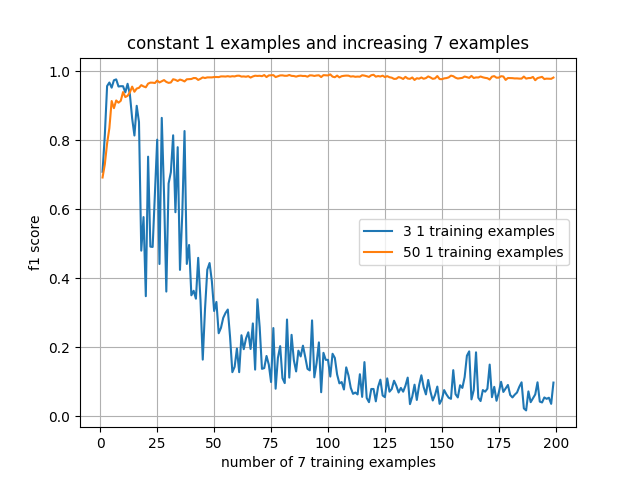 constant 1 examples and increasing 7 examples
1.0
0.8
0.6
0.4
0.2
0.0
f1 score
3 1 training examples
50 1 training examples
0 25 50 75 100 125 150 175 200
number of 7 training examples